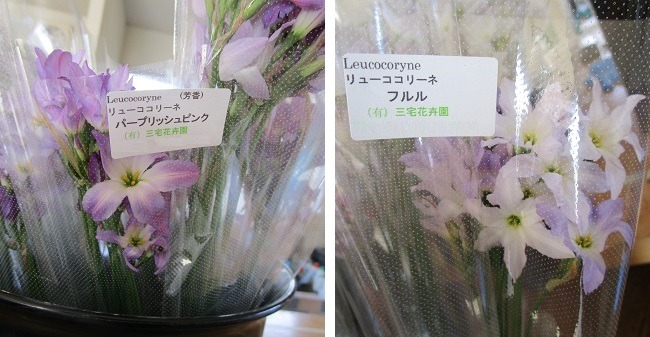 Leucocoryne (芳香)
リューココリーネ
パープリッシュピンク
(有) 三宅花卉園
Leucocoryne
リューココリーネ
フルル
(有) 三宅花卉園